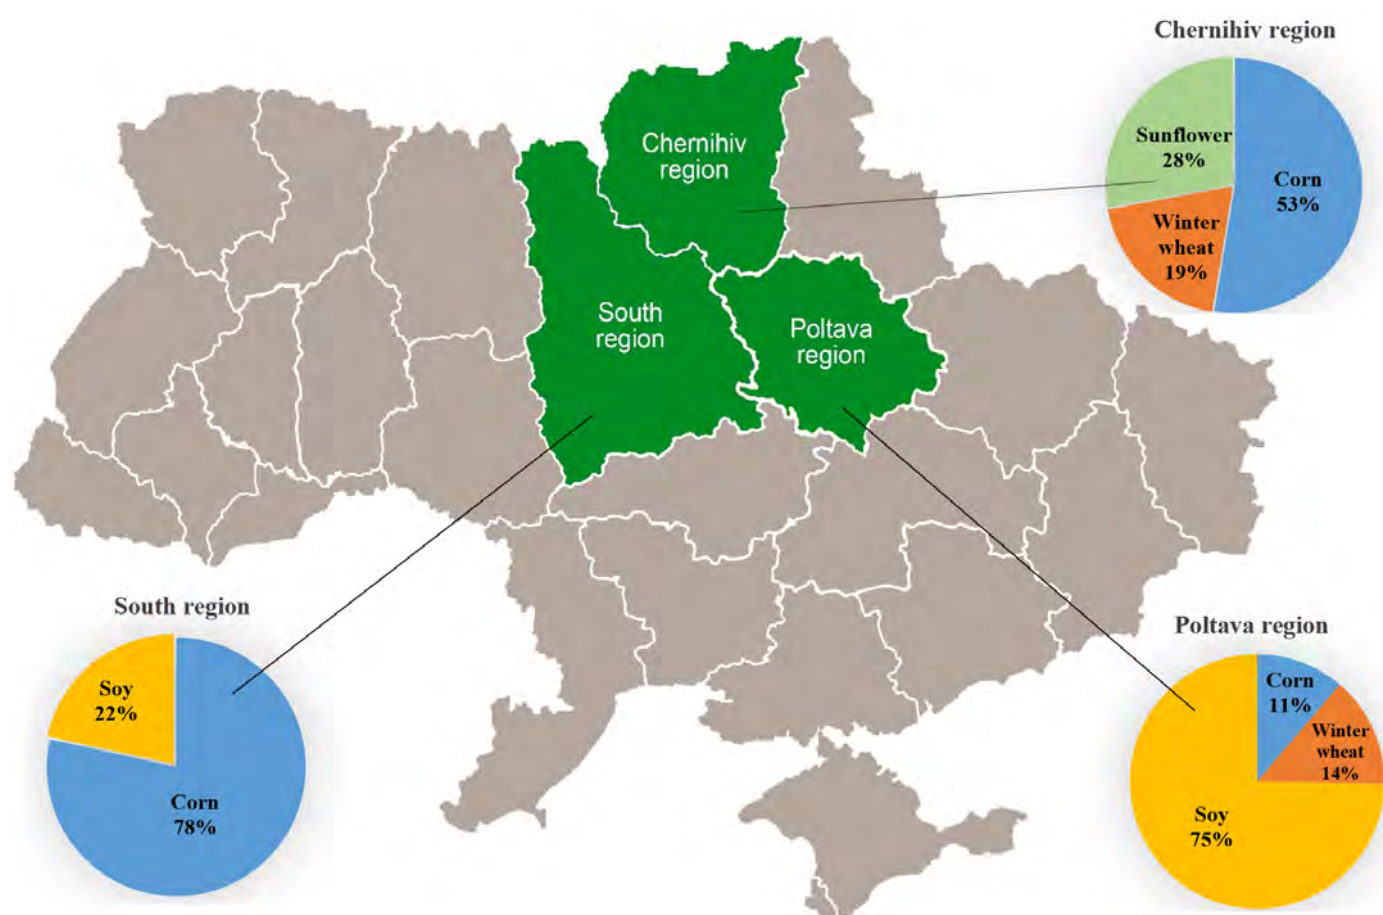 Chernihiv region
Sunflower
28%
Corn
53%
Winter
wheat
19%
Chernihiv
region
South
region
Poltava
region
South region
Soy
22%
Corn
78%
Poltava region
Corn
11%
Winter
wheat
14%
Soy
75%